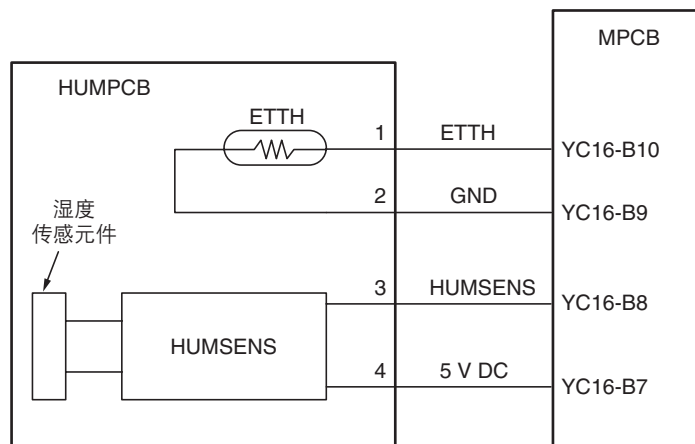 MPCB
HUMPCB
ETTH
1
ETTH
YC16-B10
2
GND
YC16-B9
湿度
传感元件
3
HUMSENS
YC16-B8
HUMSENS
4
5 V DC
YC16-B7